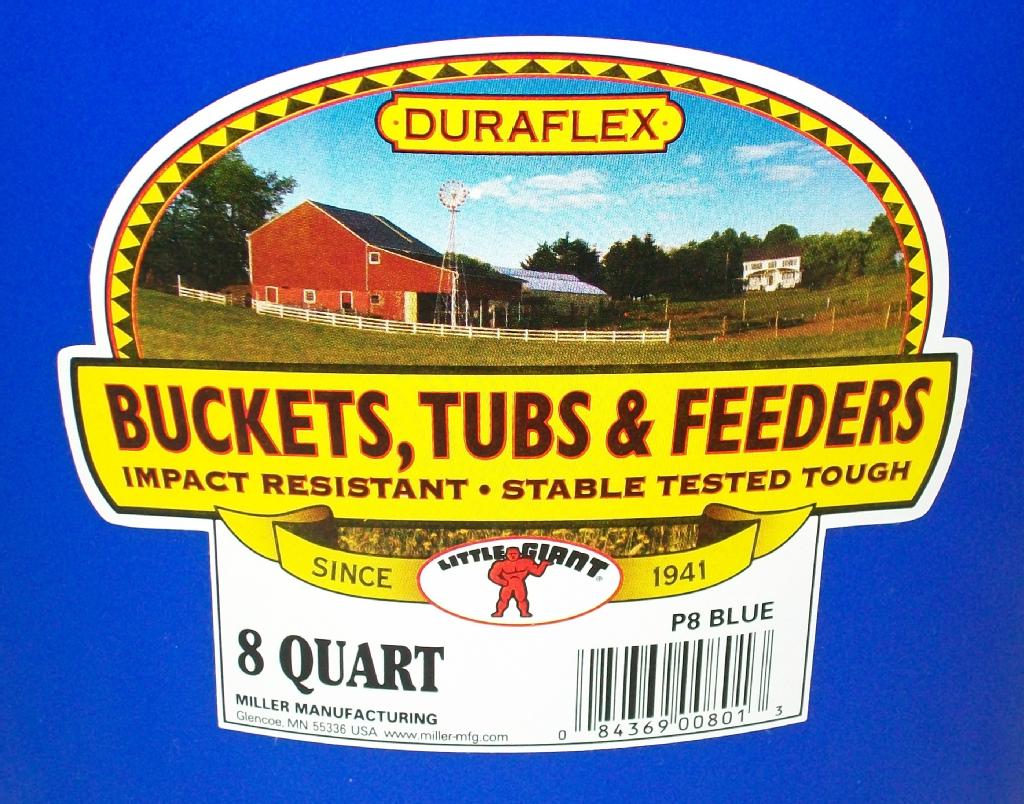 DURAFLEX
BUCKETS, TUBS & FEEDERS
IMPACT RESISTANT • STABLE TESTED TOUGH
SINCE LITTLE GIANT® 1941
P8 BLUE
8 QUART
MILLER MANUFACTURING
Glencoe, MN 55336 USA www.miller-mfg.com
0 84369 00801 3